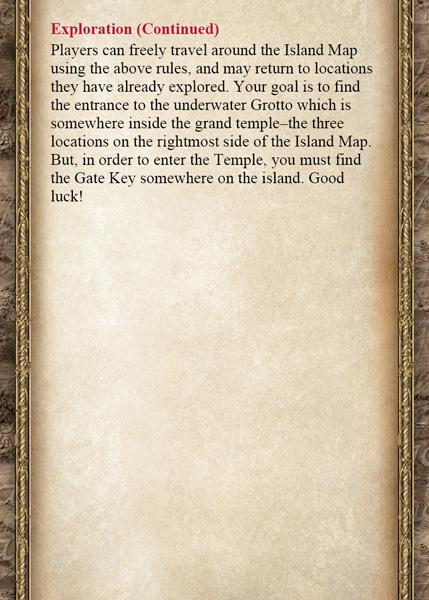 Exploration (Continued)
Players can freely travel around the Island Map
using the above rules, and may return to locations
they have already explored. Your goal is to find
the entrance to the underwater Grotto which is
somewhere inside the grand temple–the three
locations on the rightmost side of the Island Map.
But, in order to enter the Temple, you must find
the Gate Key somewhere on the island. Good
luck!